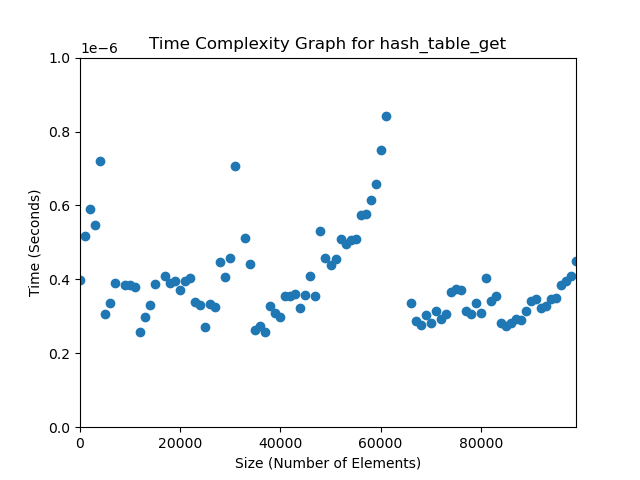 Time Complexity Graph for hash_table_get
1e−6
1.0
0.8
0.6
0.4
0.2
0.0
Time (Seconds)
0 20000 40000 60000 80000
Size (Number of Elements)